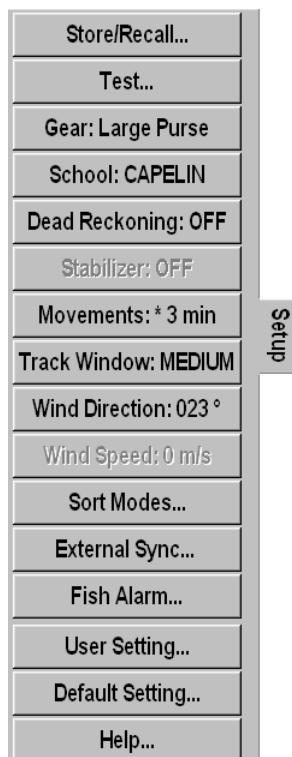 Store/Recall...
Test...
Gear: Large Purse
School: CAPELIN
Dead Reckoning: OFF
Stabilizer: OFF
Movements: * 3 min
Track Window: MEDIUM
Wind Direction: 023 °
Wind Speed: 0 m/s
Sort Modes...
External Sync...
Fish Alarm...
User Setting...
Default Setting...
Help...
Setup